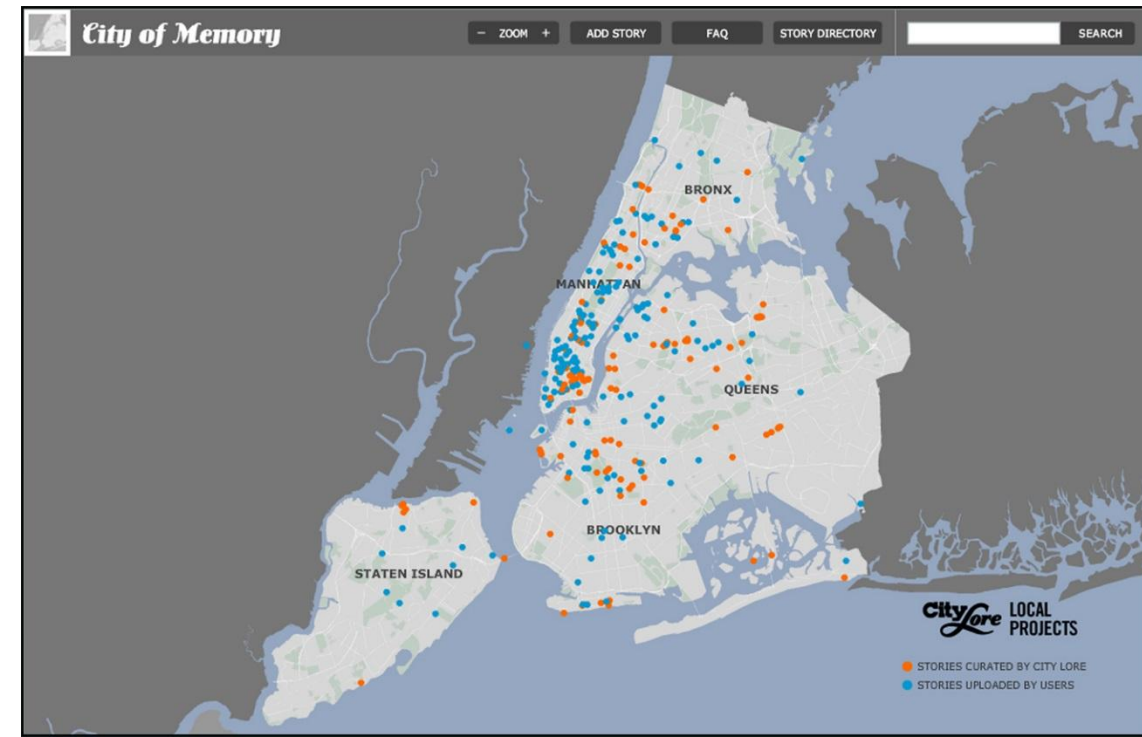 City of Memory
− ZOOM +
ADD STORY
FAQ
STORY DIRECTORY
SEARCH
BRONX
MANHATTAN
QUEENS
BROOKLYN
STATEN ISLAND
City Lore LOCAL
PROJECTS
STORIES CURATED BY CITY LORE
STORIES UPLOADED BY USERS